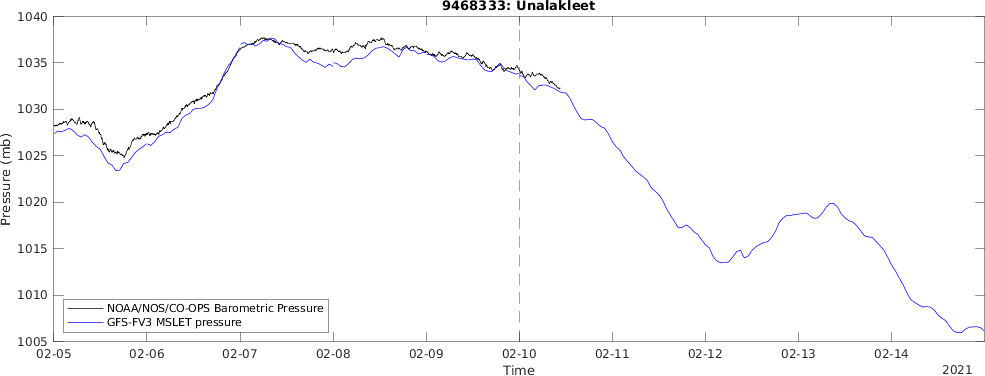 9468333: Unalakleet
1040
1035
1030
1025
1020
1015
1010
1005
Pressure (mb)
NOAA/NOS/CO-OPS Barometric Pressure
GFS-FV3 MSLET pressure
02-05 02-06 02-07 02-08 02-09 02-10 02-11 02-12 02-13 02-14
Time
2021